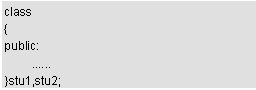 class
{
public:
......
}stu1,stu2;